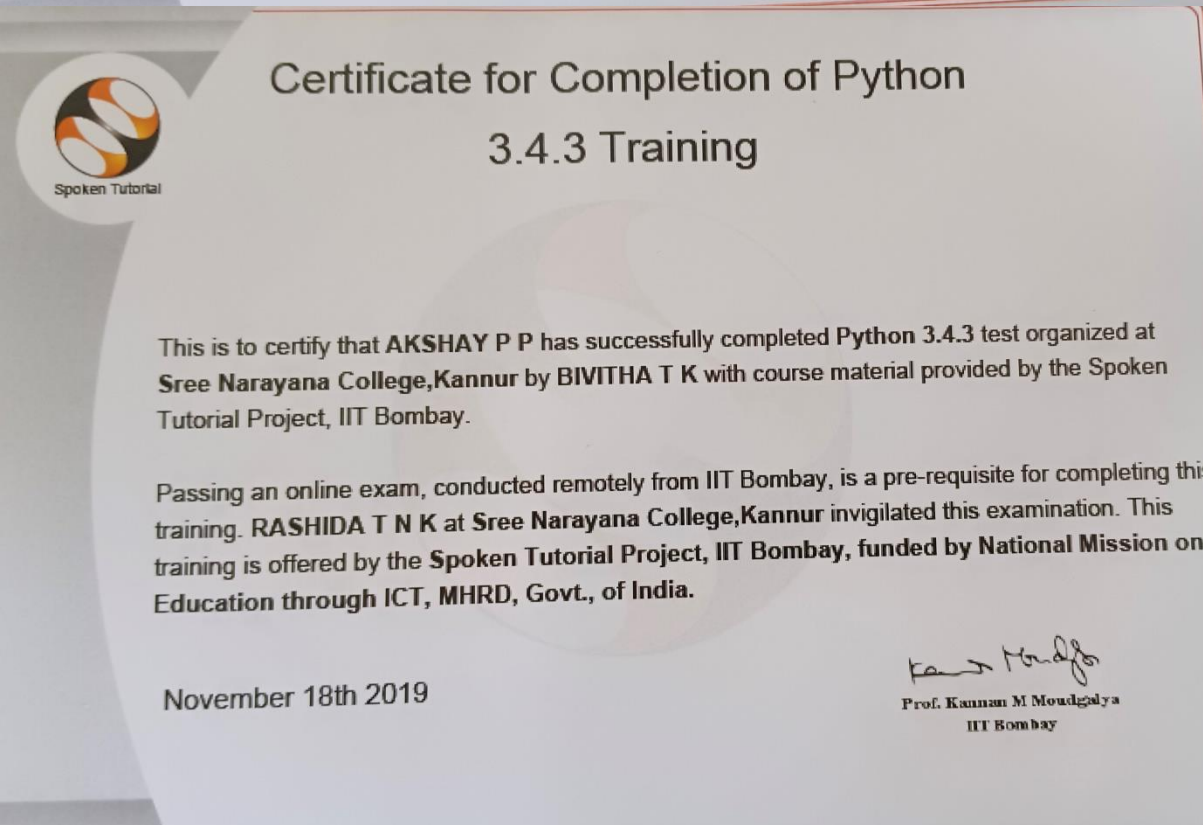 Certificate for Completion of Python
3.4.3 Training
Spoken Tutorial
This is to certify that AKSHAY P P has successfully completed Python 3.4.3 test organized at
Sree Narayana College,Kannur by BIVITHA T K with course material provided by the Spoken
Tutorial Project, IIT Bombay.
Passing an online exam, conducted remotely from IIT Bombay, is a pre-requisite for completing this
training. RASHIDA T N K at Sree Narayana College,Kannur invigilated this examination. This
training is offered by the Spoken Tutorial Project, IIT Bombay, funded by National Mission on
Education through ICT, MHRD, Govt., of India.
November 18th 2019
Prof. Kannan M Moudgalya
IIT Bombay